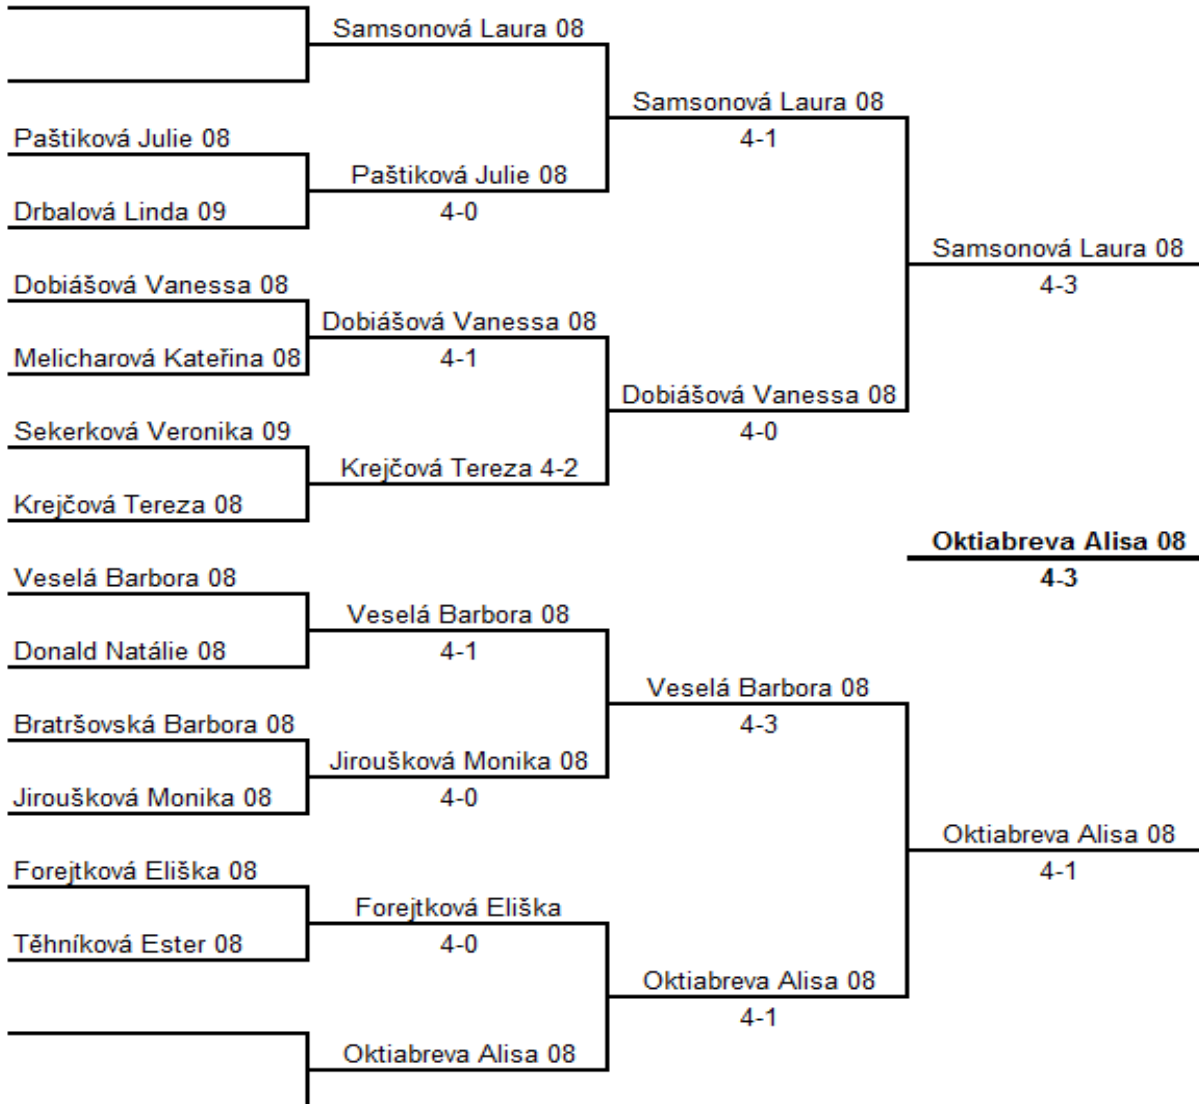 Samsonová Laura 08
Samsonová Laura 08
4-1
Paštiková Julie 08
Paštiková Julie 08
4-0
Drbalová Linda 09
Samsonová Laura 08
4-3
Dobiášová Vanessa 08
Dobiášová Vanessa 08
4-1
Melicharová Kateřina 08
Dobiášová Vanessa 08
4-0
Sekerková Veronika 09
Krejčová Tereza 4-2
Krejčová Tereza 08
Oktiabreva Alisa 08
4-3
Veselá Barbora 08
Veselá Barbora 08
4-1
Donald Natálie 08
Veselá Barbora 08
4-3
Bratršovská Barbora 08
Jiroušková Monika 08
4-0
Jiroušková Monika 08
Oktiabreva Alisa 08
4-1
Forejtková Eliška 08
Forejtková Eliška
4-0
Těhníková Ester 08
Oktiabreva Alisa 08
4-1
Oktiabreva Alisa 08